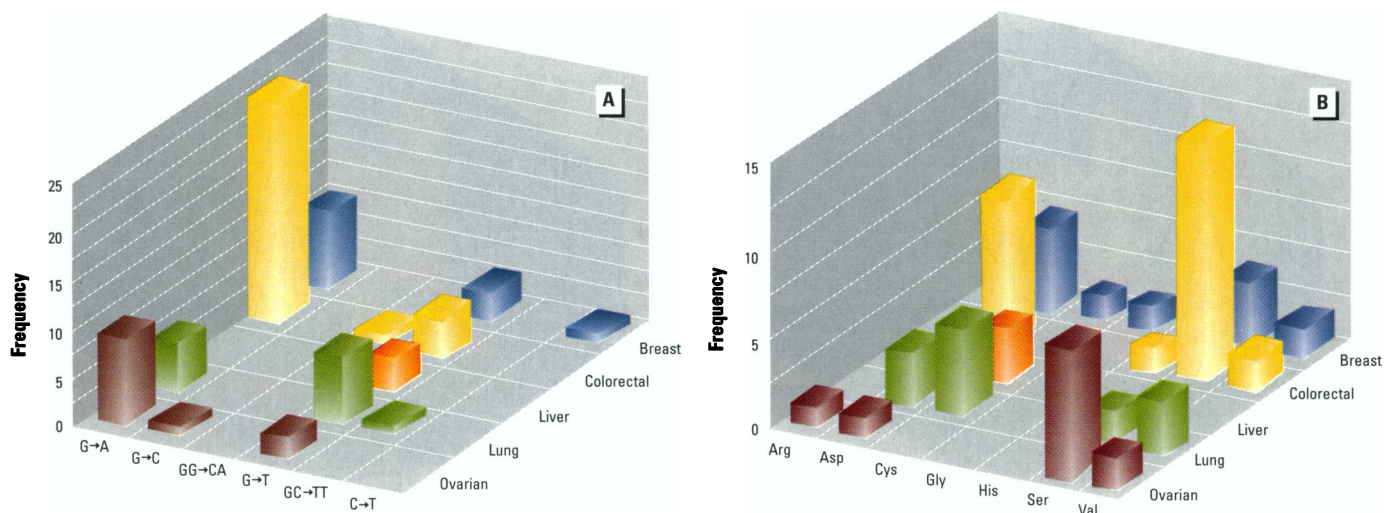 A
Frequency
25
20
15
10
5
0
G→A
G→C
GG→CA
G→T
GC→TT
C→T
Ovarian
Lung
Liver
Colorectal
Breast
B
Frequency
15
10
5
0
Arg
Asp
Cys
Gly
His
Ser
Val
Ovarian
Lung
Liver
Colorectal
Breast